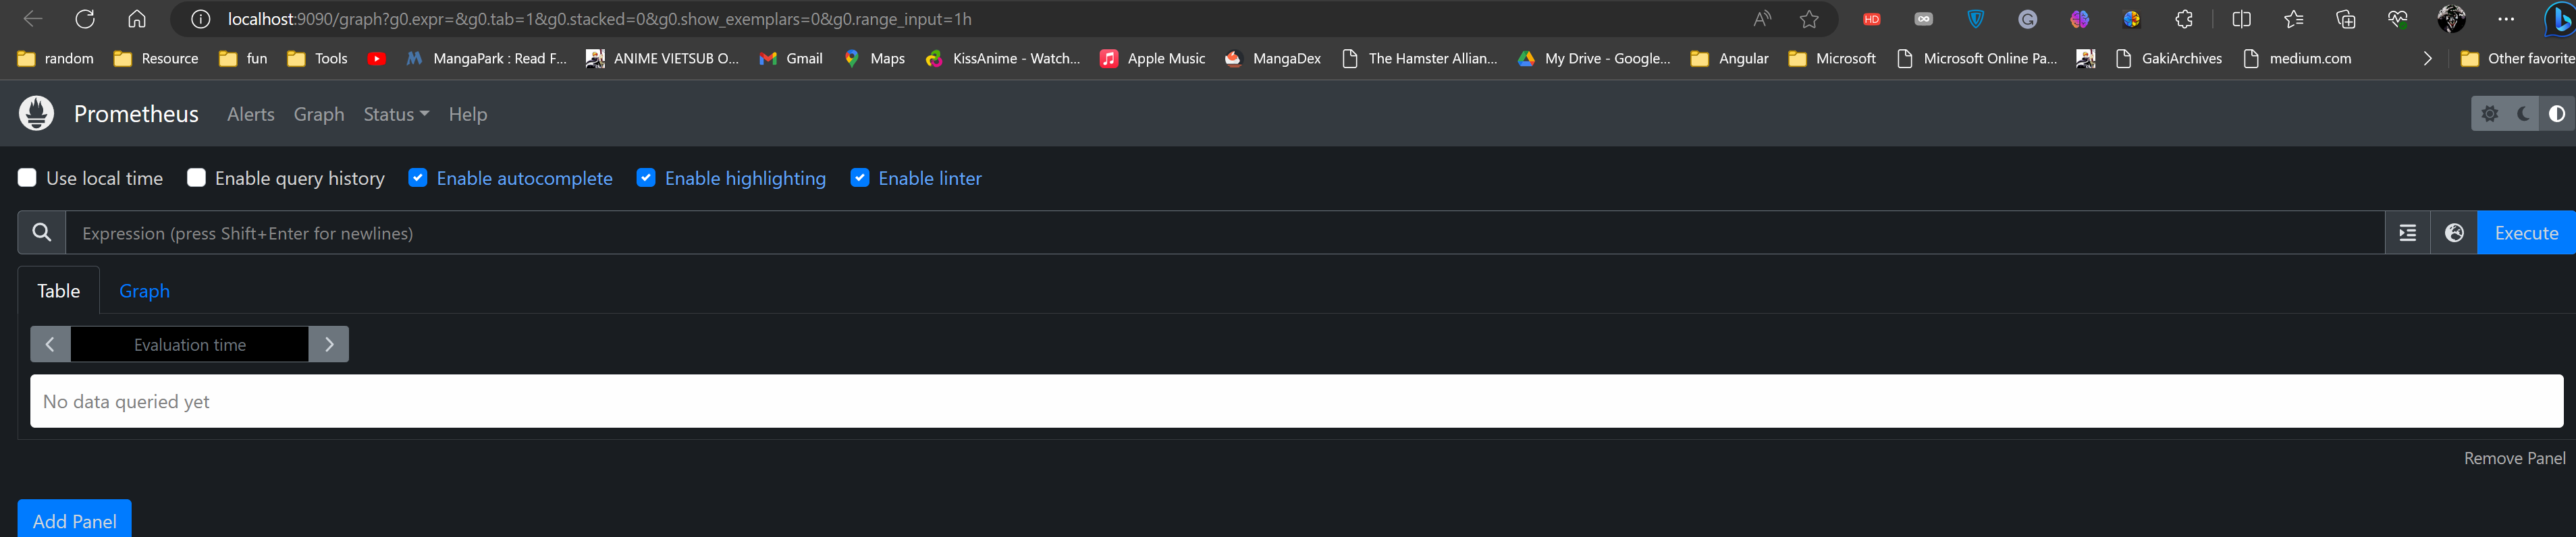 localhost:9090/graph?g0.expr=&g0.tab=1&g0.stacked=0&g0.show_exemplars=0&g0.range_input=1h
HD
random Resource fun Tools MangaPark : Read F... ANIME VIETSUB O... Gmail Maps KissAnime - Watch... Apple Music MangaDex The Hamster Allian... My Drive - Google... Angular Microsoft Microsoft Online Pa... GakiArchives medium.com Other favorite
Prometheus Alerts Graph Status Help
Use local time Enable query history Enable autocomplete Enable highlighting Enable linter
Expression (press Shift+Enter for newlines) Execute
Table Graph
Evaluation time
No data queried yet
Remove Panel
Add Panel